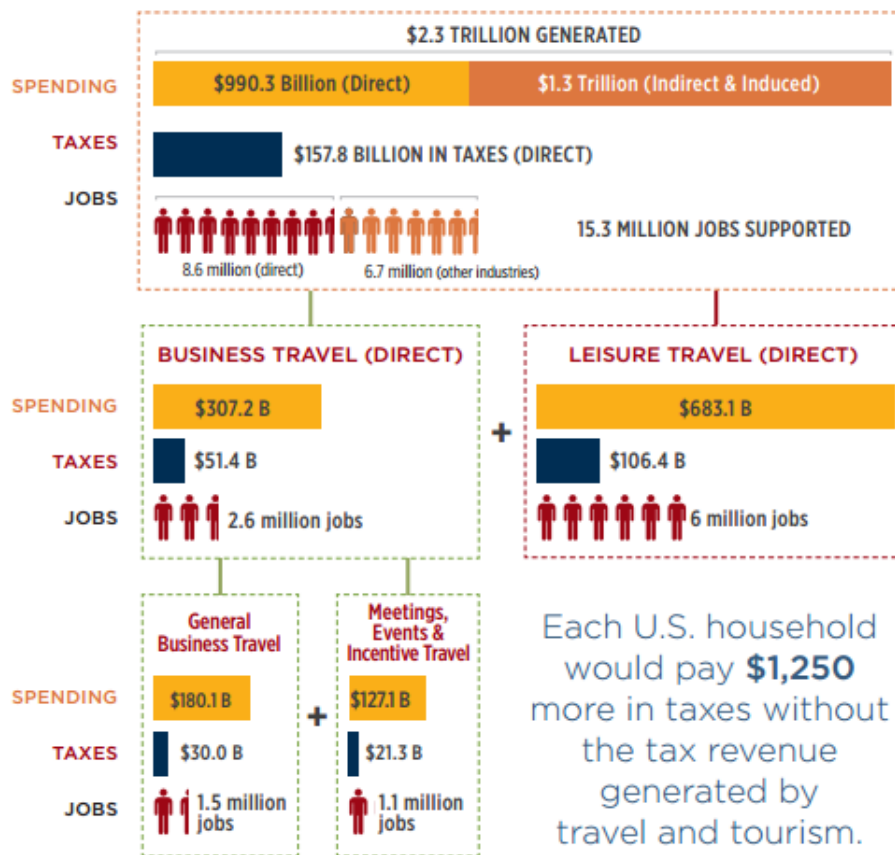 $2.3 TRILLION GENERATED
SPENDING
$990.3 Billion (Direct)
$1.3 Trillion (Indirect & Induced)
TAXES
$157.8 BILLION IN TAXES (DIRECT)
JOBS
15.3 MILLION JOBS SUPPORTED
8.6 million (direct)
6.7 million (other industries)
BUSINESS TRAVEL (DIRECT)
SPENDING
$307.2 B
TAXES
$51.4 B
JOBS
2.6 million jobs
+
LEISURE TRAVEL (DIRECT)
$683.1 B
$106.4 B
6 million jobs
General
Business Travel
SPENDING
$180.1 B
TAXES
$30.0 B
JOBS
1.5 million
jobs
+
Meetings,
Events &
Incentive Travel
$127.1 B
$21.3 B
1.1 million
jobs
Each U.S. household
would pay $1,250
more in taxes without
the tax revenue
generated by
travel and tourism.